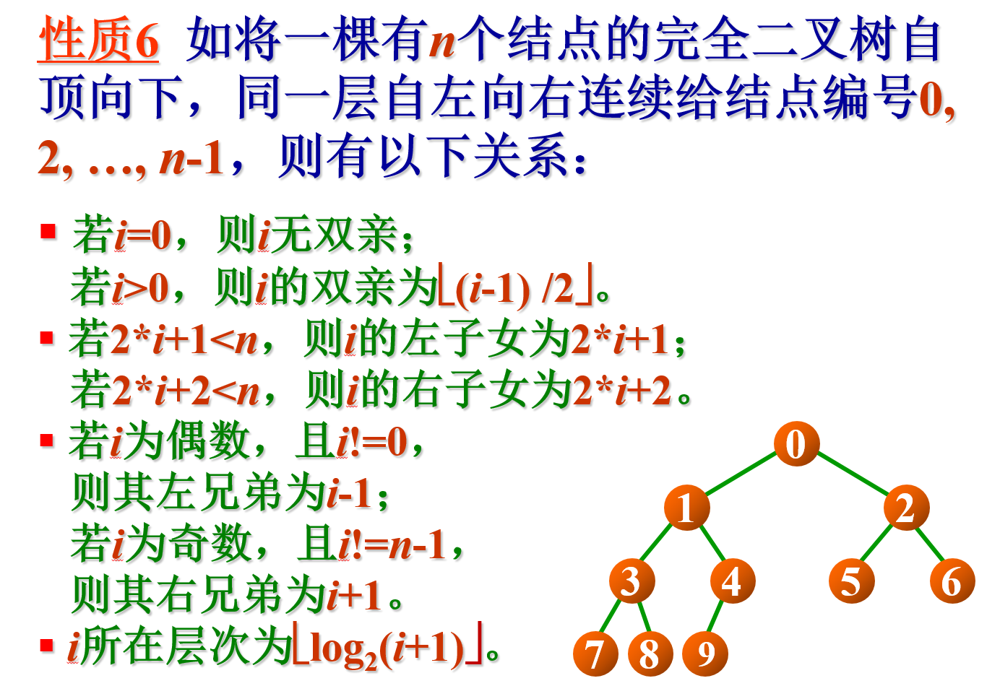 性质6 如将一棵有n个结点的完全二叉树自
顶向下，同一层自左向右连续给结点编号0,
2, …, n-1，则有以下关系：
若i=0，则i无双亲；
若i>0，则i的双亲为⌊(i-1) /2⌋。
若2*i+1<n，则i的左子女为2*i+1；
若2*i+2<n，则i的右子女为2*i+2。
若i为偶数，且i!=0，
则其左兄弟为i-1；
若i为奇数，且i!=n-1，
则其右兄弟为i+1。
i所在层次为⌊log₂(i+1)⌋。
0
1 2
3 4 5 6
7 8 9